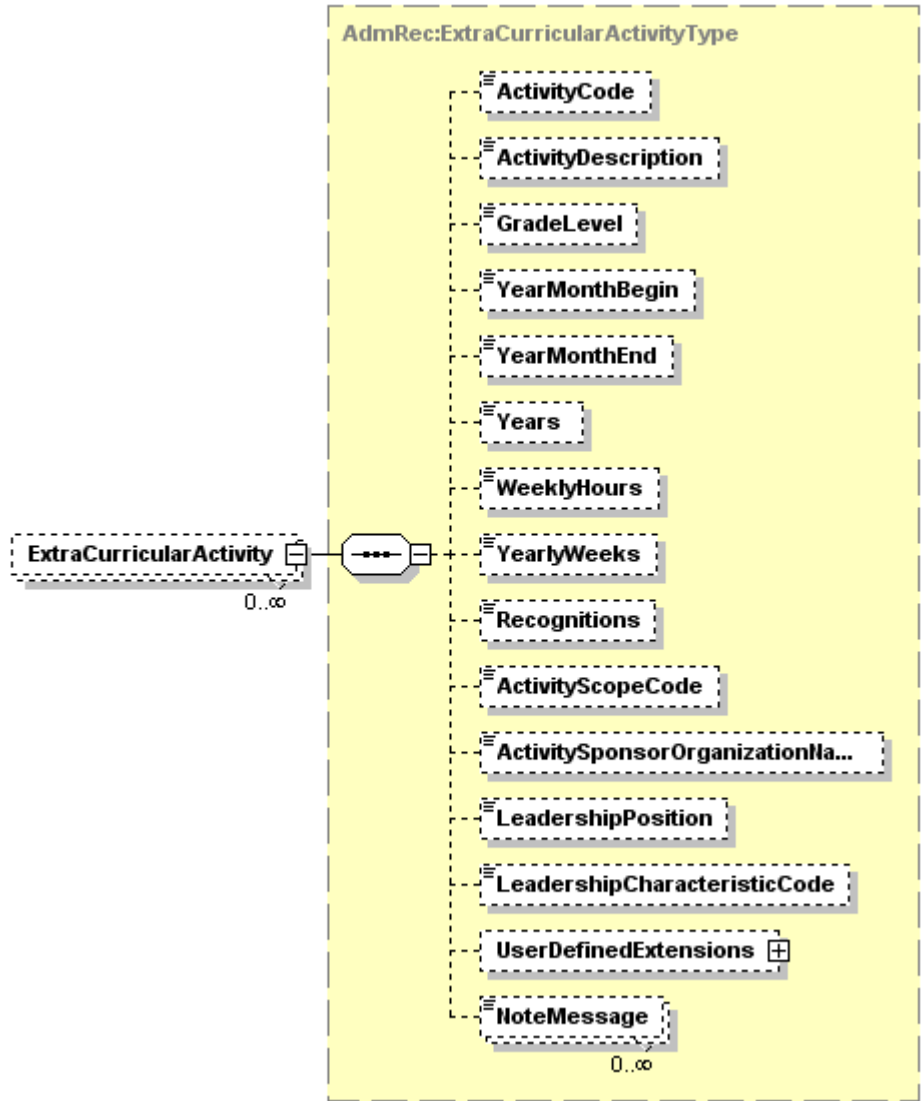 AdmRec:ExtraCurricularActivityType
ActivityCode
ActivityDescription
GradeLevel
YearMonthBegin
YearMonthEnd
Years
WeeklyHours
ExtraCurricularActivity
0..∞
YearlyWeeks
Recognitions
ActivityScopeCode
ActivitySponsorOrganizationNa...
LeadershipPosition
LeadershipCharacteristicCode
UserDefinedExtensions
NoteMessage
0..∞